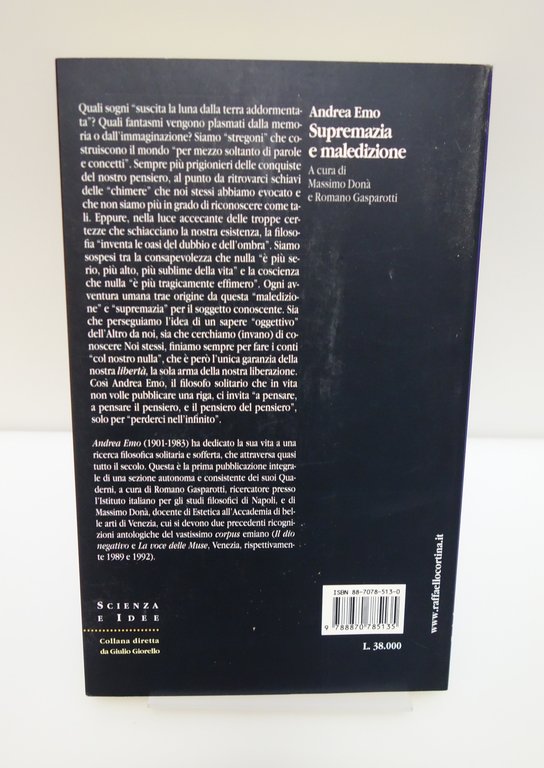 Quali sogni “suscita la luna dalla terra addormenta-
ta”? Quali fantasmi vengono plasmati dalla memo-
ria o dall'immaginazione? Siamo “stregoni” che co-
struiscono il mondo “per mezzo soltanto di parole
e concetti”. Sempre più prigionieri delle conquiste
del nostro pensiero, al punto da ritrovarci schiavi
delle “chimere” che noi stessi abbiamo evocato e
che non siamo più in grado di riconoscere come ta-
li. Eppure, nella luce accecante delle troppe cer-
tezze che schiacciano la nostra esistenza, la filoso-
fia “inventa le oasi del dubbio e dell'ombra”. Siamo
sospesi tra la consapevolezza che nulla “è più se-
rio, più alto, più sublime della vita” e la coscienza
che nulla “è più tragicamente effimero”. Ogni av-
ventura umana trae origine da questa “maledizio-
ne” e “supremazia” per il soggetto conoscente. Sia
che perseguiamo l'idea di un sapere “oggettivo”
dell'Altro da noi, sia che cerchiamo (invano) di co-
noscere Noi stessi, finiamo sempre per fare i conti
“col nostro nulla”, che è però l'unica garanzia della
nostra libertà, la sola arma della nostra liberazione.
Così Andrea Emo, il filosofo solitario che in vita
non volle pubblicare una riga, ci invita “a pensare,
a pensare il pensiero, e il pensiero del pensiero”,
solo per “perderci nell'infinito”.
Andrea Emo (1901-1983) ha dedicato la sua vita a una
ricerca filosofica solitaria e sofferta, che attraversa quasi
tutto il secolo. Questa è la prima pubblicazione integra-
le di una sezione autonoma e consistente dei suoi Qua-
derni, a cura di Romano Gasparotti, ricercatore presso
l'Istituto italiano per gli studi filosofici di Napoli, e di
Massimo Donà, docente di Estetica all'Accademia di bel-
le arti di Venezia, cui si devono due precedenti ricogni-
zioni antologiche del vastissimo corpus emiano (Il dio
negativo e La voce delle Muse, Venezia, rispettivamen-
te 1989 e 1992).
SCIENZA
E IDEE
Collana diretta
da Giulio Giorello
Andrea Emo
Supremazia
e maledizione
A cura di
Massimo Donà
e Romano Gasparotti
ISBN 88-7078-513-0
9 788870 785135
L. 38.000
www.raffaellocortina.it